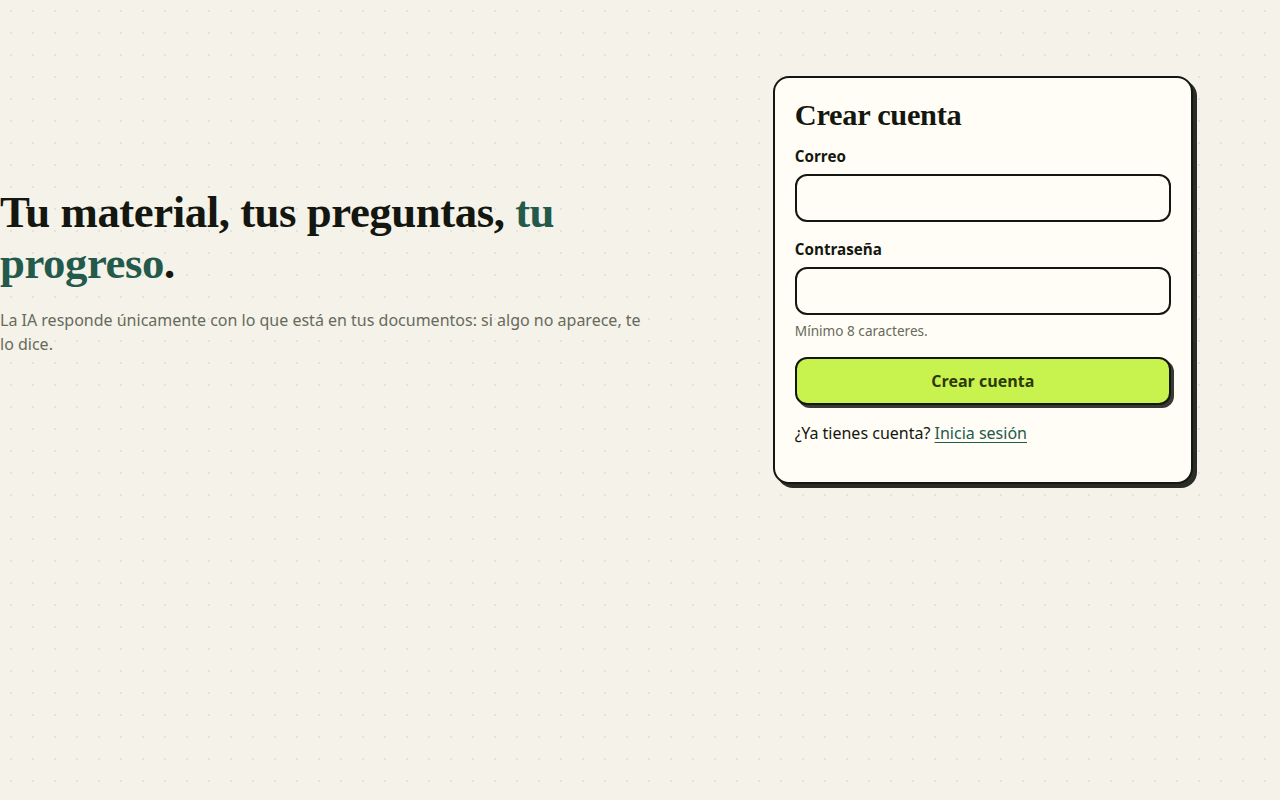 Tu material, tus preguntas, tu
progreso.
La IA responde únicamente con lo que está en tus documentos: si algo no aparece, te
lo dice.
Crear cuenta
Correo
Contraseña
Mínimo 8 caracteres.
Crear cuenta
¿Ya tienes cuenta? Inicia sesión